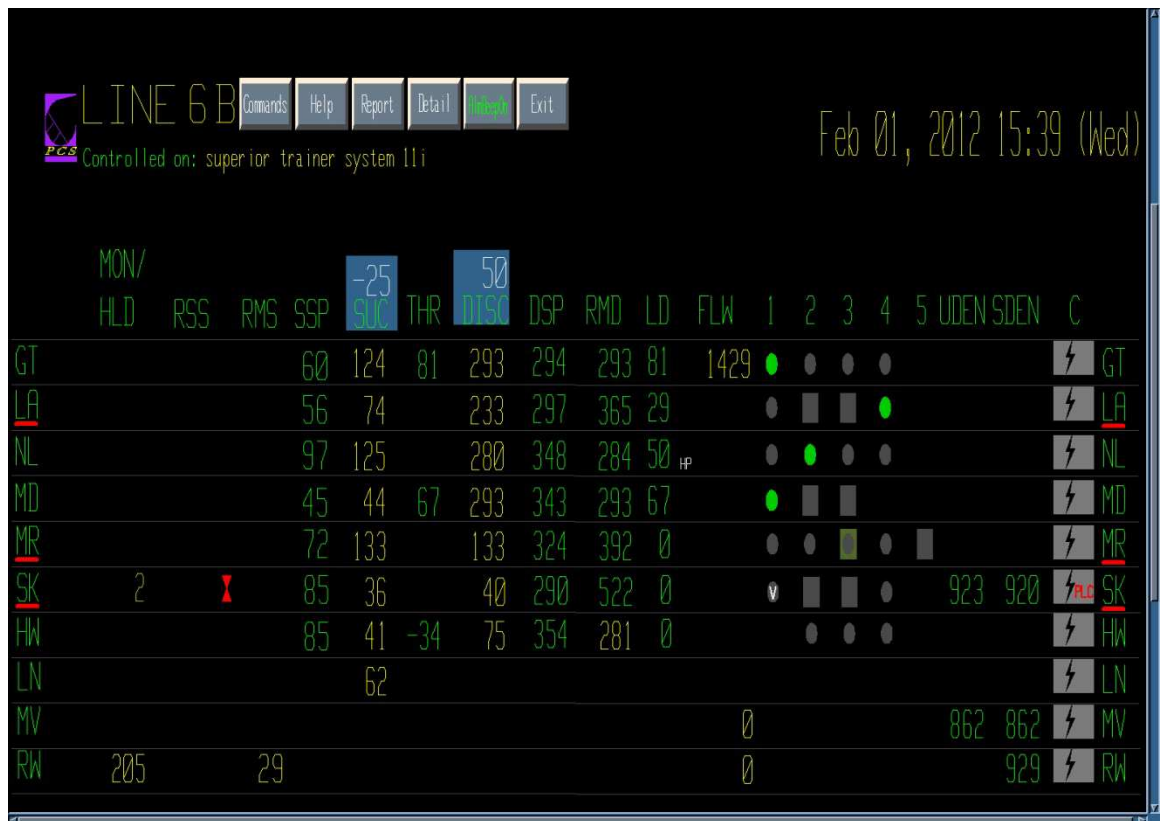 LINE 6B Commands Help Report Detail AlmBeepOn Exit
Feb 01, 2012 15:39 (Wed)
PCS Controlled on: superior trainer system 11i
MON/ -25 50
HLD RSS RMS SSP SUC THR DISC DSP RMD LD FLW 1 2 3 4 5 UDEN SDEN C
GT 60 124 81 293 294 293 81 1429 GT
LA 56 74 233 297 365 29 LA
NL 97 125 280 348 284 50 HP NL
MD 45 44 67 293 343 293 67 MD
MR 72 133 133 324 392 0 MR
SK 2 85 36 40 290 522 0 V 923 920 PLC SK
HW 85 41 -34 75 354 281 0 HW
LN 62 LN
MV 0 862 862 MV
RW 205 29 0 929 RW